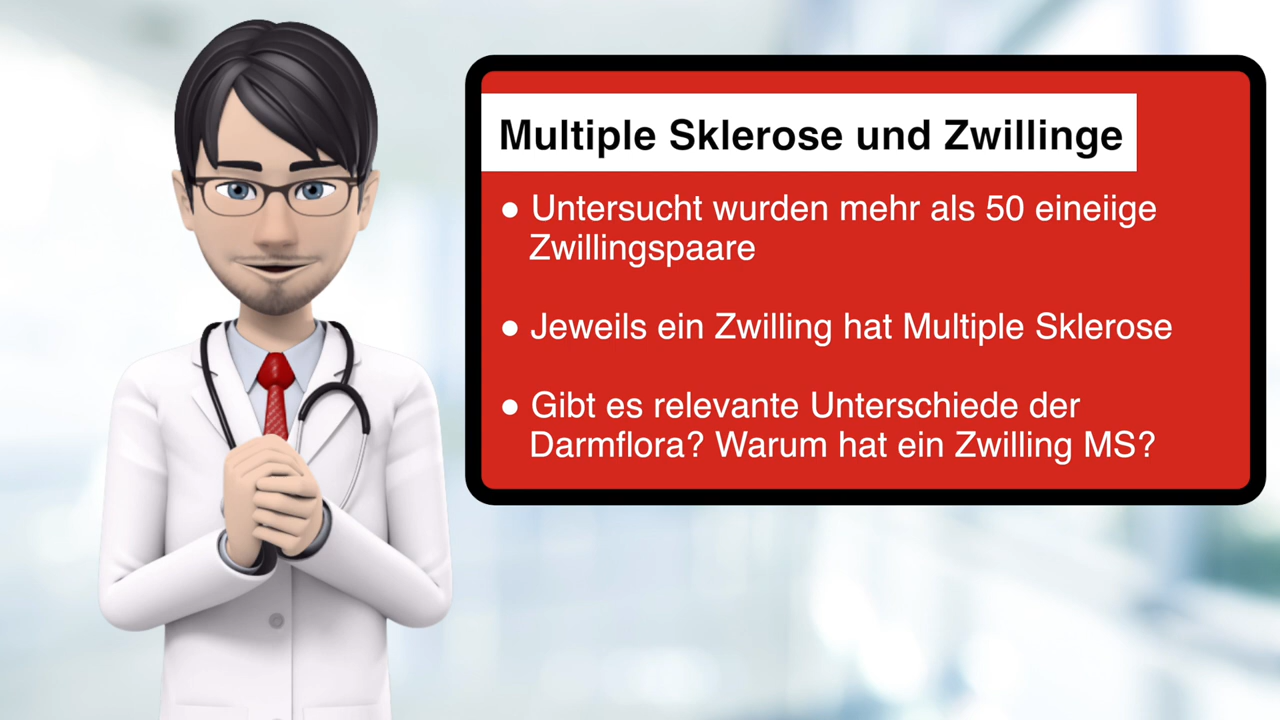 Multiple Sklerose und Zwillinge
● Untersucht wurden mehr als 50 eineiige
Zwillingspaare
● Jeweils ein Zwilling hat Multiple Sklerose
● Gibt es relevante Unterschiede der
Darmflora? Warum hat ein Zwilling MS?